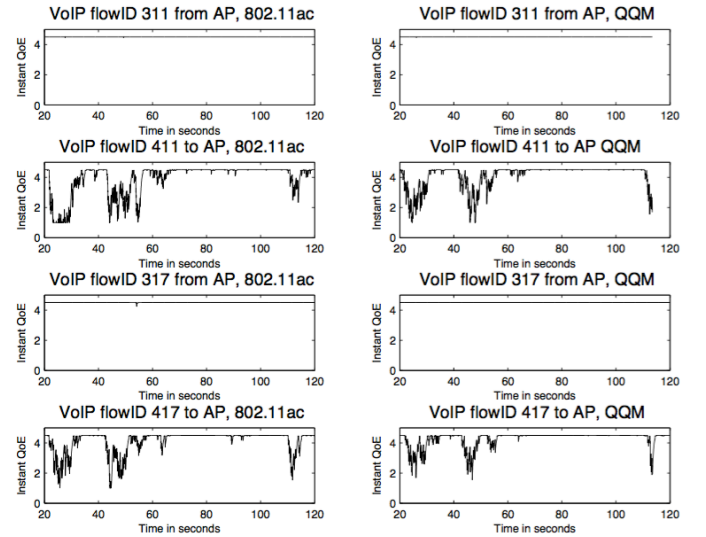 VoIP flowID 311 from AP, 802.11ac
Instant QoE
4
2
0
20 40 60 80 100 120
Time in seconds
VoIP flowID 311 from AP, QQM
Instant QoE
4
2
0
20 40 60 80 100 120
Time in seconds
VoIP flowID 411 to AP, 802.11ac
Instant QoE
4
2
0
20 40 60 80 100 120
Time in seconds
VoIP flowID 411 to AP QQM
Instant QoE
4
2
0
20 40 60 80 100 120
Time in seconds
VoIP flowID 317 from AP, 802.11ac
Instant QoE
4
2
0
20 40 60 80 100 120
Time in seconds
VoIP flowID 317 from AP, QQM
Instant QoE
4
2
0
20 40 60 80 100 120
Time in seconds
VoIP flowID 417 to AP, 802.11ac
Instant QoE
4
2
0
20 40 60 80 100 120
Time in seconds
VoIP flowID 417 to AP, QQM
Instant QoE
4
2
0
20 40 60 80 100 120
Time in seconds